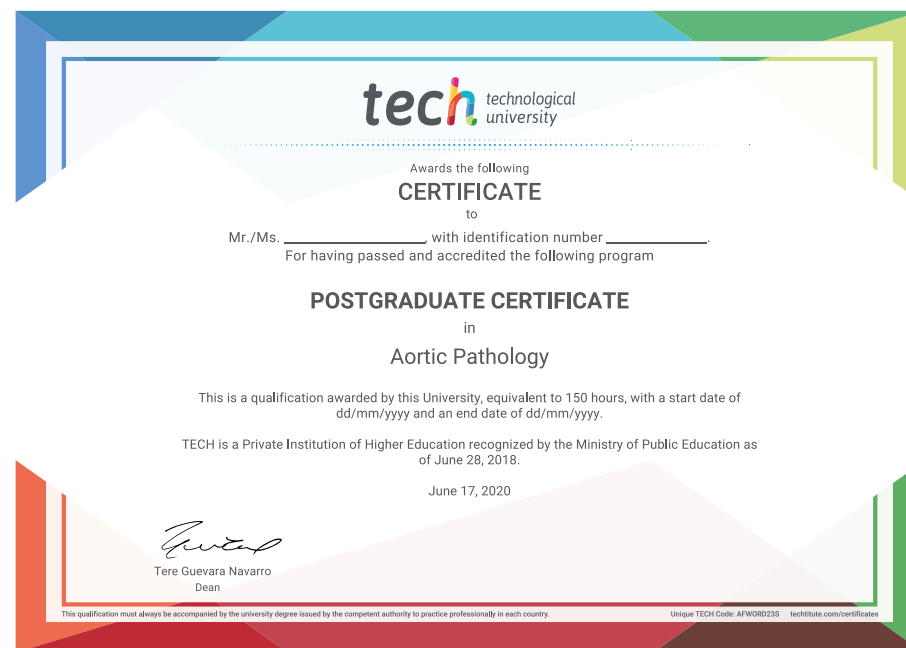 tech technological
university
Awards the following
CERTIFICATE
to
Mr./Ms. ____________________, with identification number ______________.
For having passed and accredited the following program
POSTGRADUATE CERTIFICATE
in
Aortic Pathology
This is a qualification awarded by this University, equivalent to 150 hours, with a start date of
dd/mm/yyyy and an end date of dd/mm/yyyy.
TECH is a Private Institution of Higher Education recognized by the Ministry of Public Education as
of June 28, 2018.
June 17, 2020
Tere Guevara Navarro
Dean
This qualification must always be accompanied by the university degree issued by the competent authority to practice professionally in each country.
Unique TECH Code: AFWORD23S techtitute.com/certificates